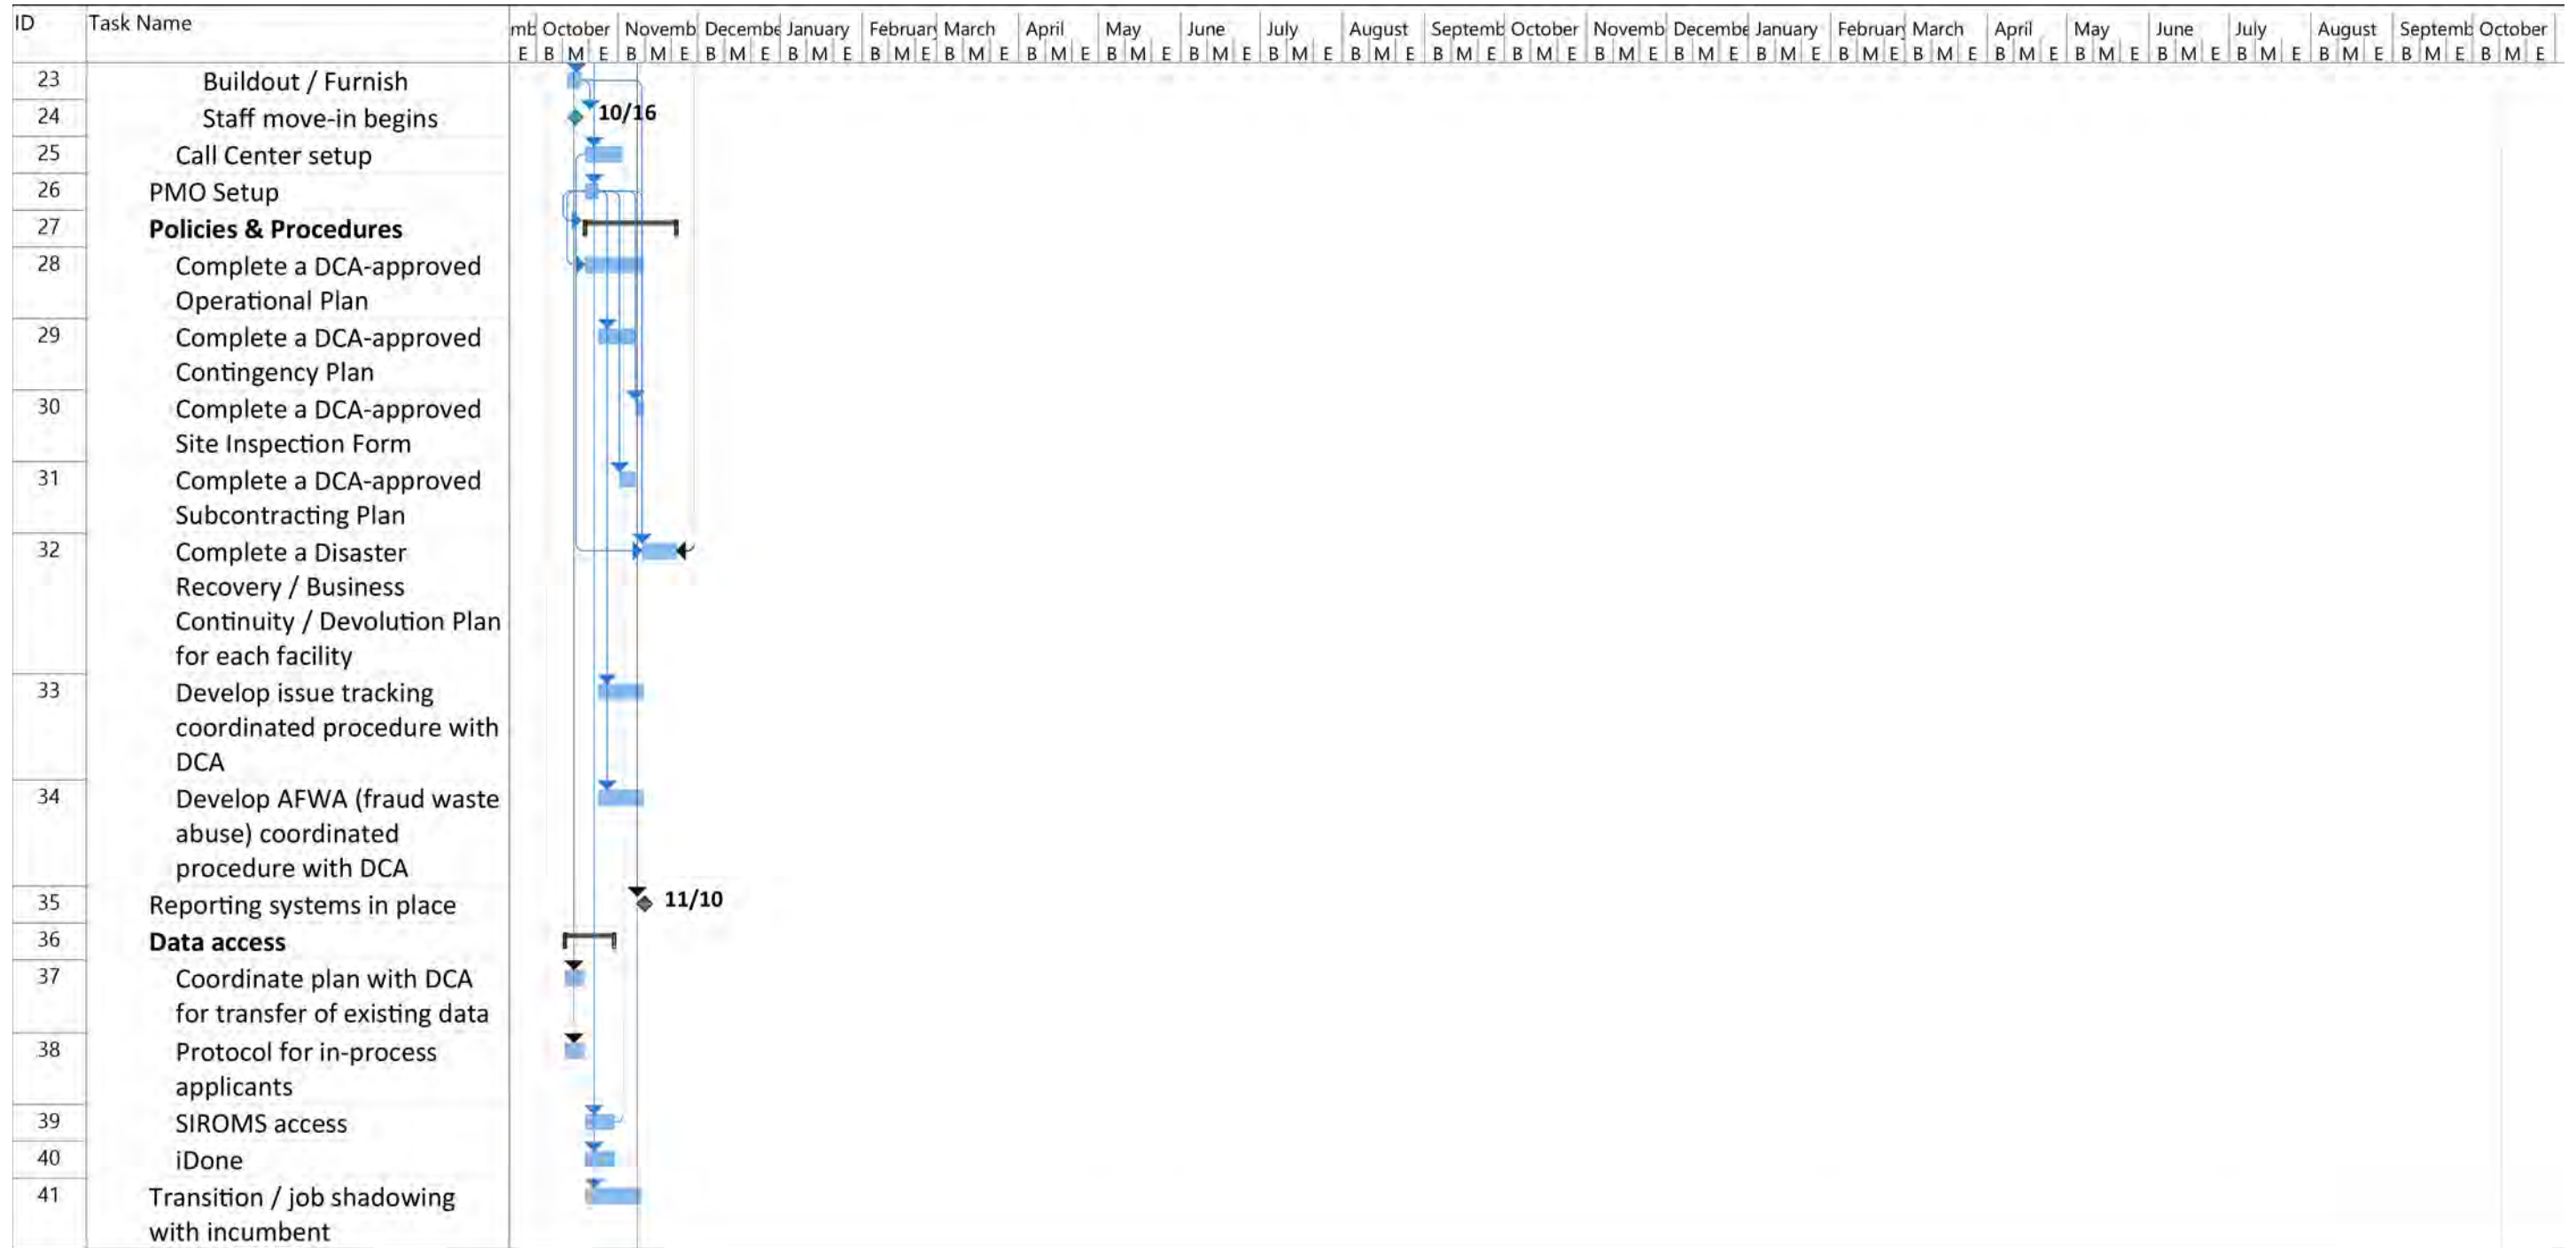 ID Task Name
mb October Novemb Decembe January Februar March April May June July August Septemb October Novemb Decembe January Februar March April May June July August Septemb October
E B M E B M E B M E B M E B M E B M E B M E B M E B M E B M E B M E B M E B M E B M E B M E B M E B M E B M E B M E B M E B M E B M E B M E B M E B M E
23 Buildout / Furnish
24 Staff move-in begins 10/16
25 Call Center setup
26 PMO Setup
27 Policies & Procedures
28 Complete a DCA-approved
Operational Plan
29 Complete a DCA-approved
Contingency Plan
30 Complete a DCA-approved
Site Inspection Form
31 Complete a DCA-approved
Subcontracting Plan
32 Complete a Disaster
Recovery / Business
Continuity / Devolution Plan
for each facility
33 Develop issue tracking
coordinated procedure with
DCA
34 Develop AFWA (fraud waste
abuse) coordinated
procedure with DCA
35 Reporting systems in place 11/10
36 Data access
37 Coordinate plan with DCA
for transfer of existing data
38 Protocol for in-process
applicants
39 SIROMS access
40 iDone
41 Transition / job shadowing
with incumbent